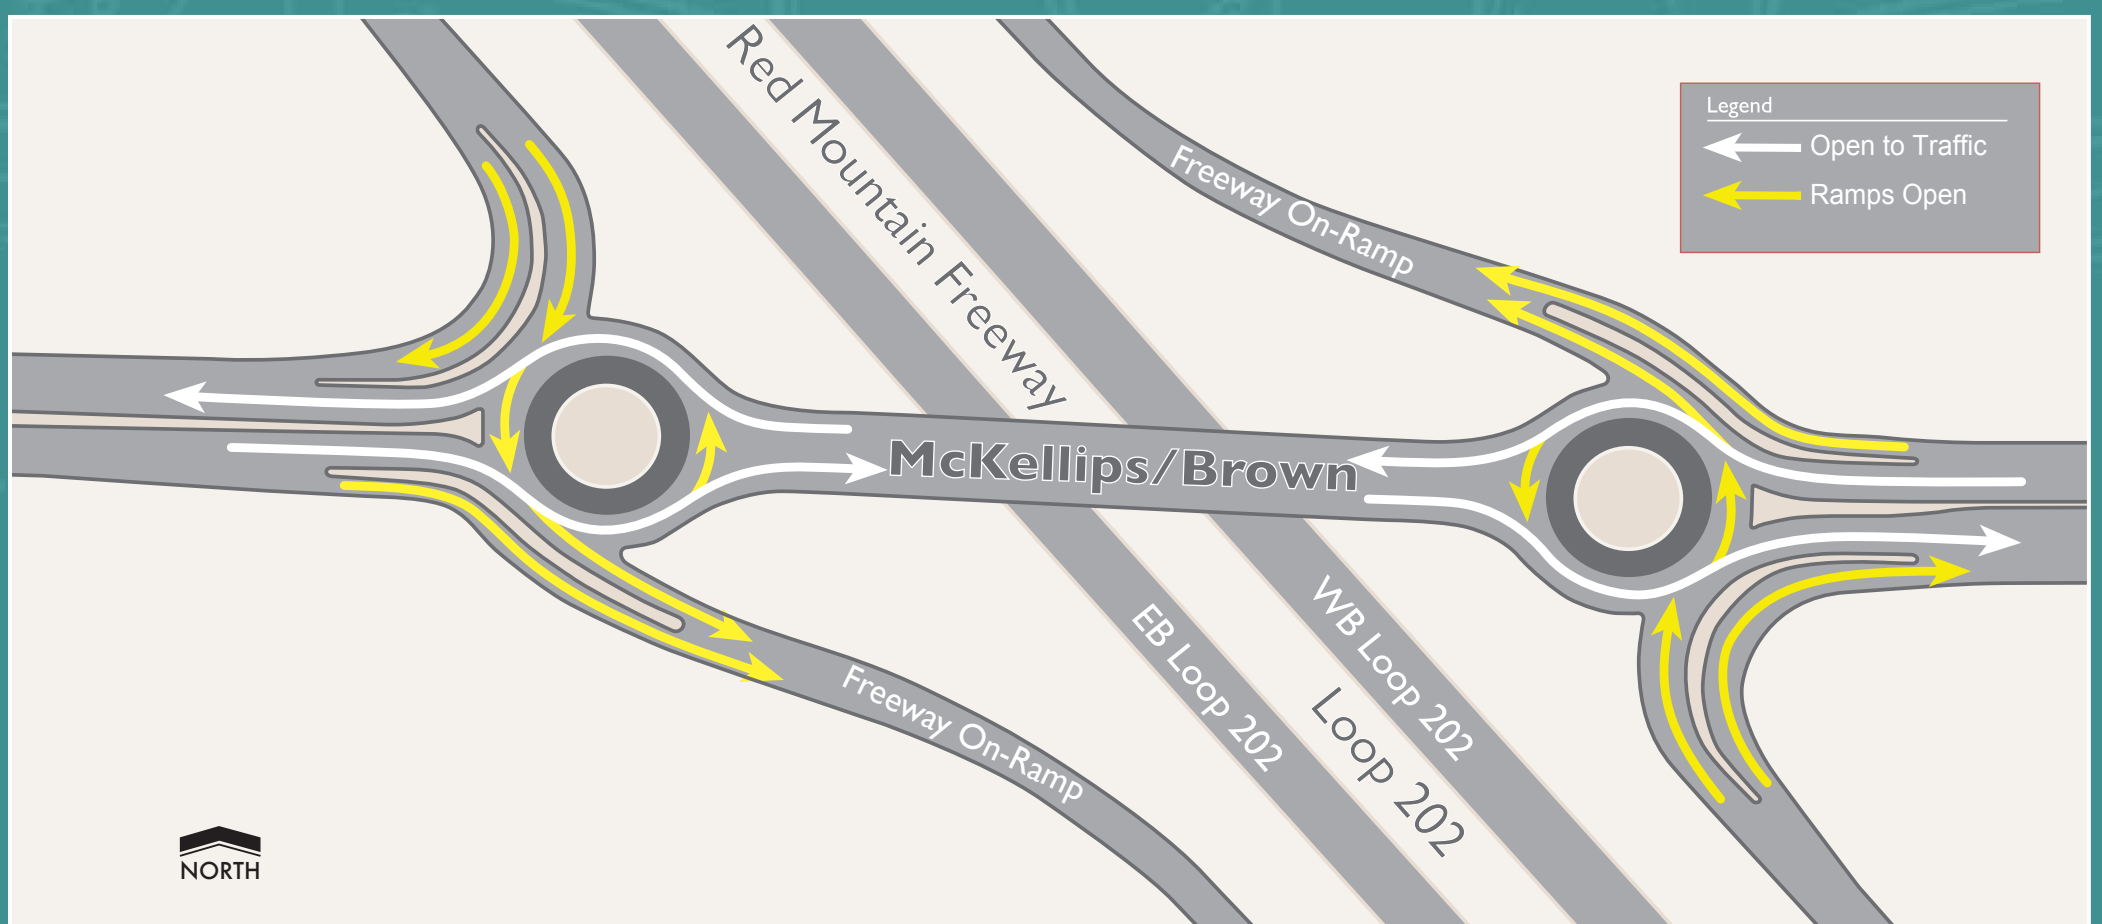 Red Mountain Freeway
Legend
Open to Traffic
Ramps Open
Freeway On-Ramp
McKellips/Brown
WB Loop 202
EB Loop 202
Loop 202
Freeway On-Ramp
NORTH